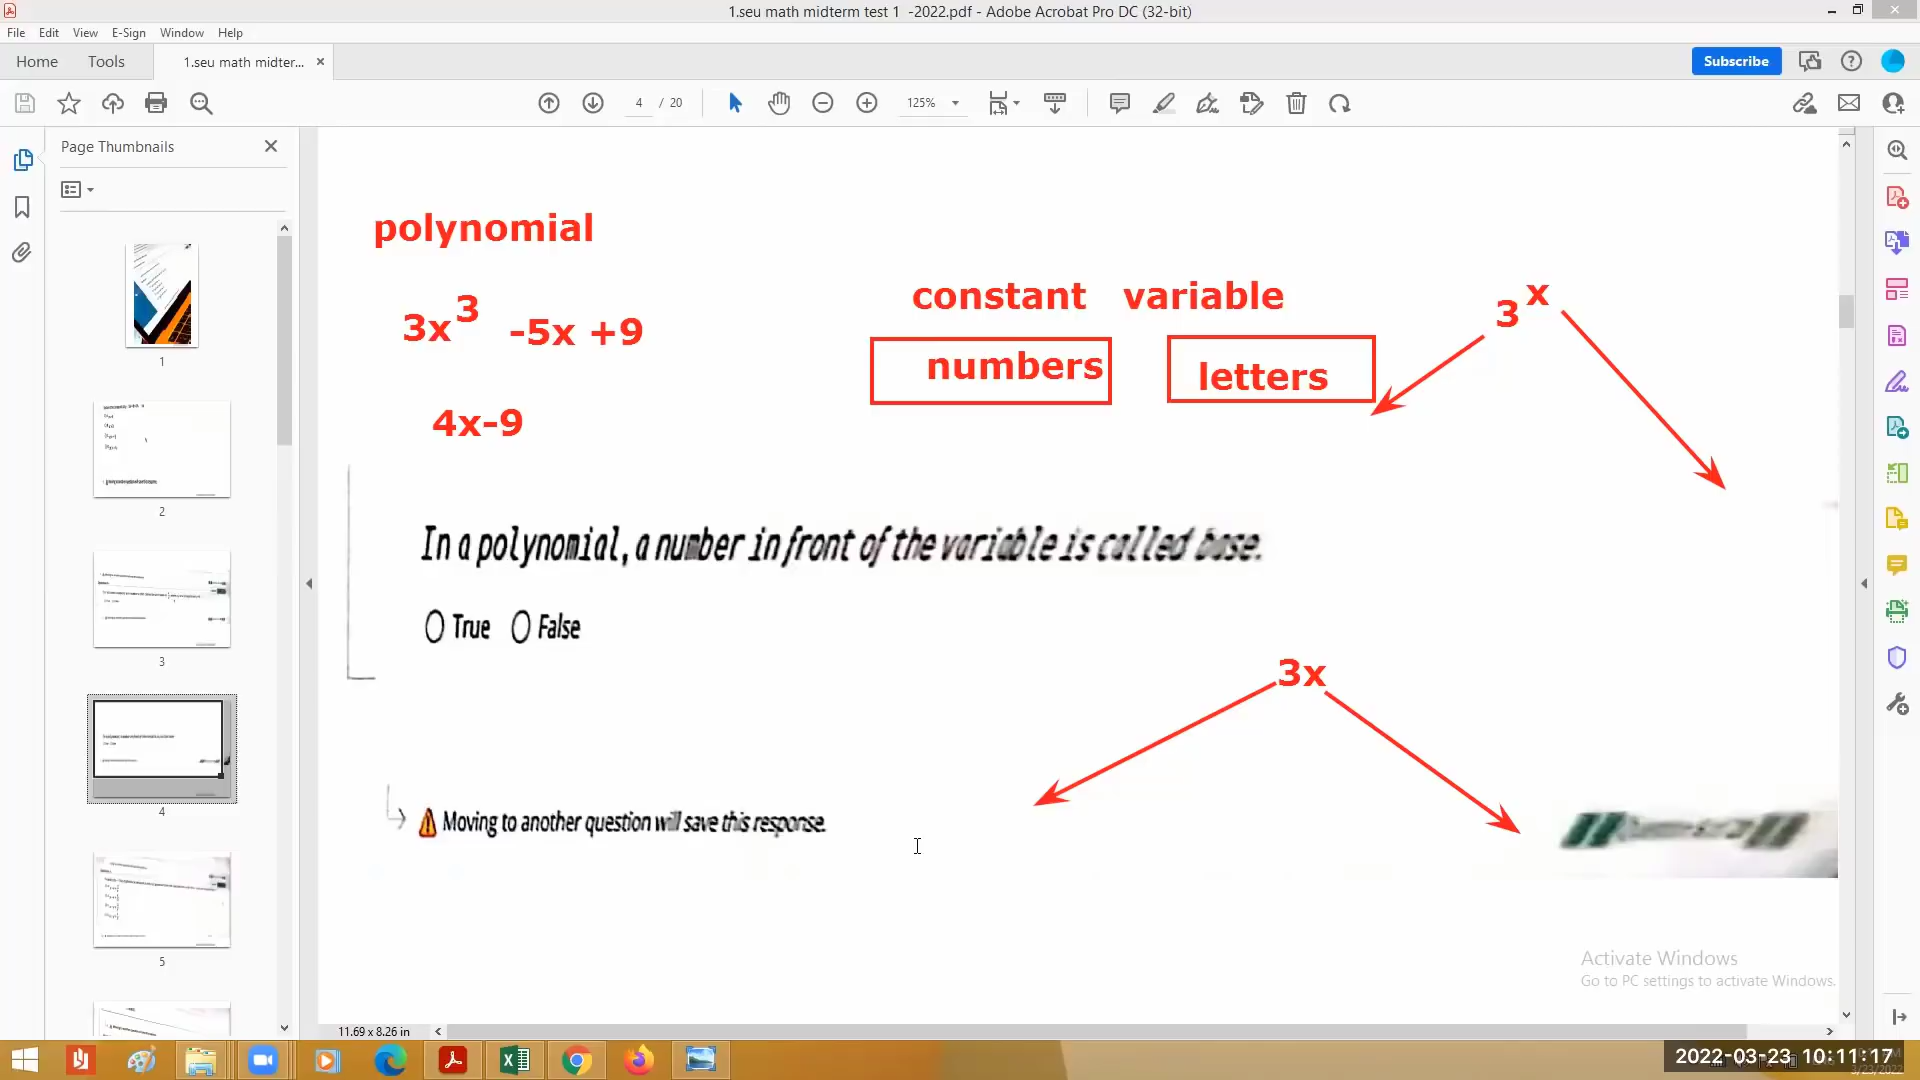 1.seu math midterm test 1 -2022.pdf - Adobe Acrobat Pro DC (32-bit)
File Edit View E-Sign Window Help
Home Tools 1.seu math midter... Subscribe
4 / 20 125%
Page Thumbnails
1
2
3
4
5
polynomial
3x3 -5x +9
4x-9
constant variable
numbers letters
3x
In a polynomial, a number in front of the variable is called base.
True False
3x
Moving to another question will save this response.
Activate Windows
Go to PC settings to activate Windows.
11.69 x 8.26 in
2022-03-23 10:11:17
3/23/2022